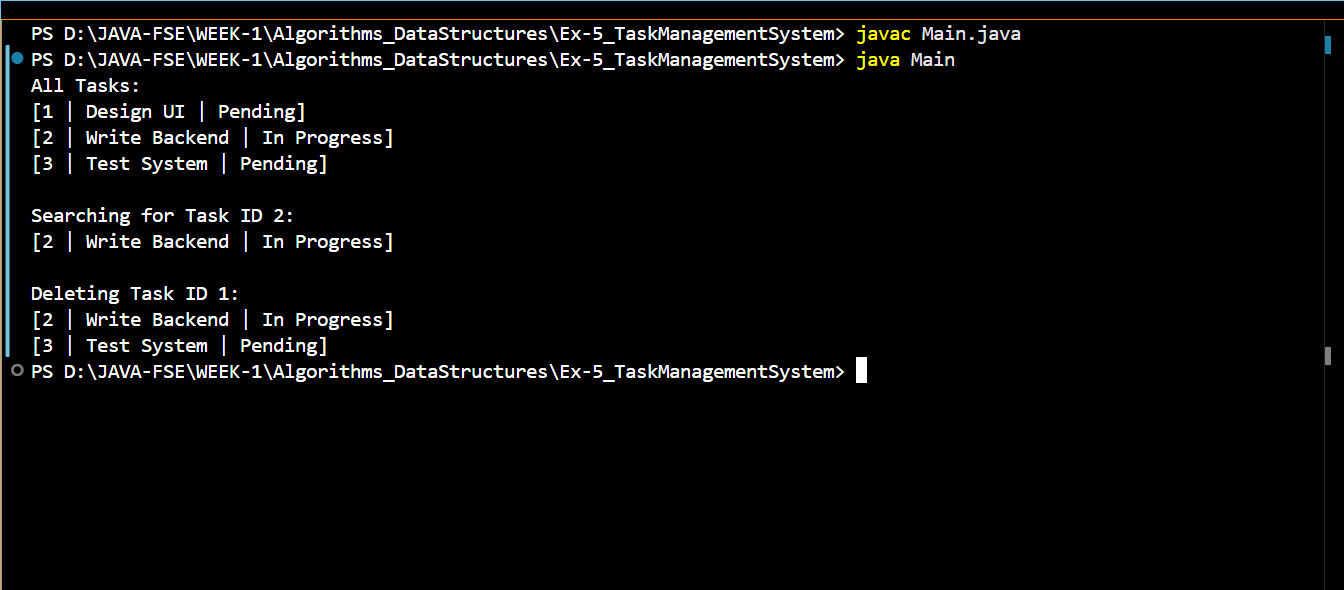 PS D:\JAVA-FSE\WEEK-1\Algorithms_DataStructures\Ex-5_TaskManagementSystem> javac Main.java
PS D:\JAVA-FSE\WEEK-1\Algorithms_DataStructures\Ex-5_TaskManagementSystem> java Main
All Tasks:
[1 | Design UI | Pending]
[2 | Write Backend | In Progress]
[3 | Test System | Pending]
Searching for Task ID 2:
[2 | Write Backend | In Progress]
Deleting Task ID 1:
[2 | Write Backend | In Progress]
[3 | Test System | Pending]
PS D:\JAVA-FSE\WEEK-1\Algorithms_DataStructures\Ex-5_TaskManagementSystem>